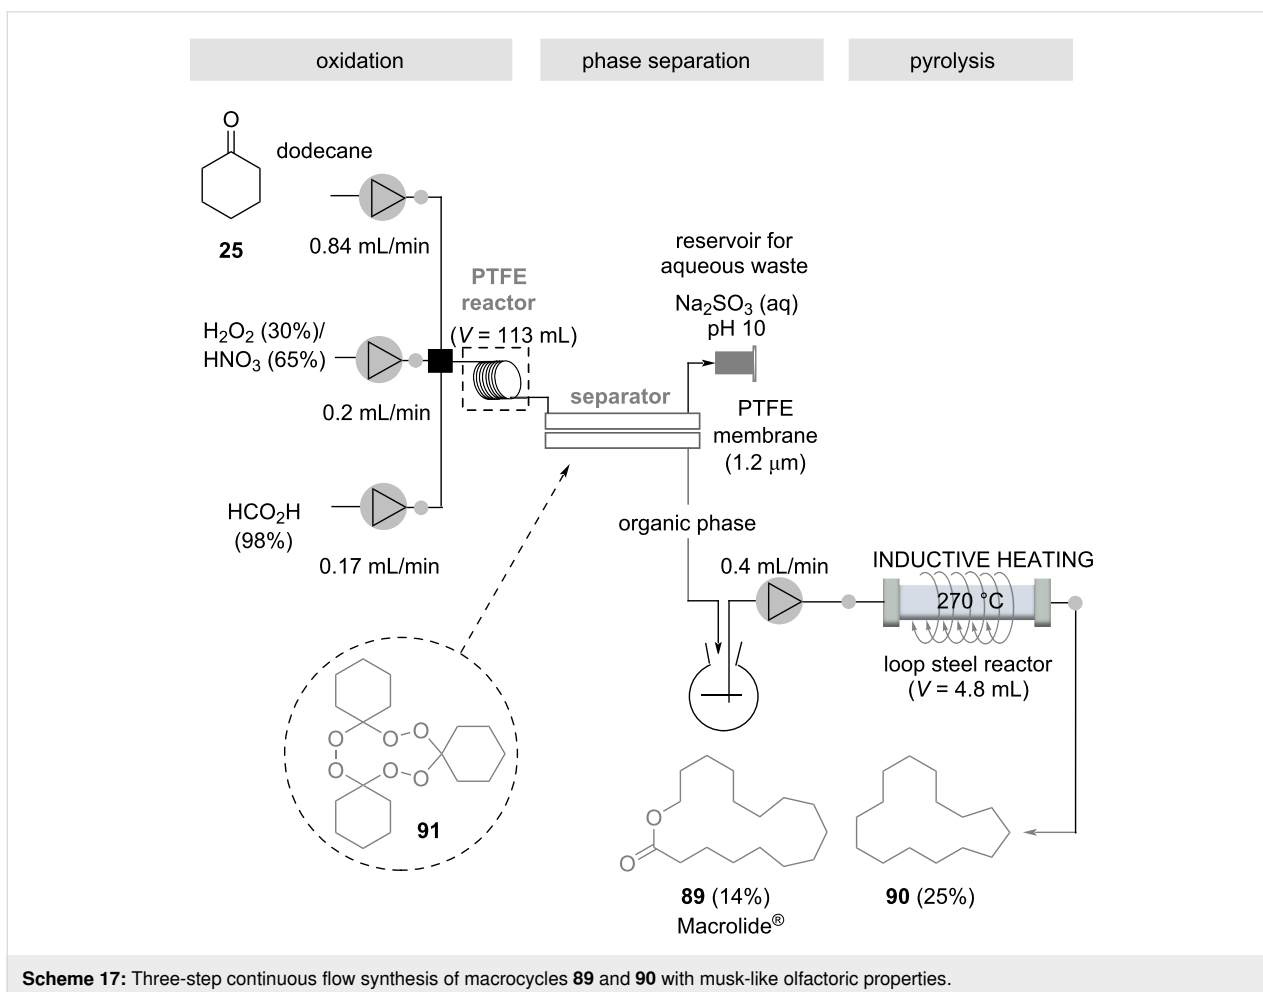 oxidation
phase separation
pyrolysis
O
dodecane
25
0.84 mL/min
reservoir for
aqueous waste
Na2SO3 (aq)
pH 10
PTFE
reactor
(V = 113 mL)
H2O2 (30%)/
HNO3 (65%)
0.2 mL/min
separator
PTFE
membrane
(1.2 μm)
HCO2H
(98%)
0.17 mL/min
organic phase
0.4 mL/min
INDUCTIVE HEATING
270 °C
loop steel reactor
(V = 4.8 mL)
O
O
O
O
O
O
91
O
O
89 (14%)
Macrolide®
90 (25%)
Scheme 17: Three-step continuous flow synthesis of macrocycles 89 and 90 with musk-like olfactoric properties.